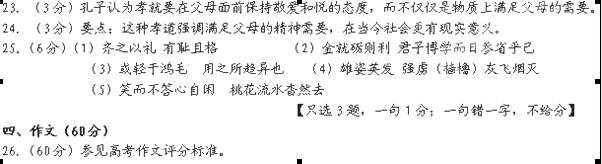 23. （3分）孔子认为孝就要在父母面前保持敬爱和悦的态度，而不仅仅是物质上满足父母的需要。
24. （3分）要点：这种孝道强调满足父母的精神需要，在当今社会更有现实意义。
25.（6分）（1）齐之以礼 有耻且格 （2）金就砺则利 君子博学而日参省乎己
（3）或轻于鸿毛 用之所趋异也 （4）雄姿英发 强虏（樯橹）灰飞烟灭
（5）笑而不答心自闲 桃花流水杳然去
【只选3题，一句1分；一句错一字，不给分】
四、作文（60分）
26.（60分）参见高考作文评分标准。